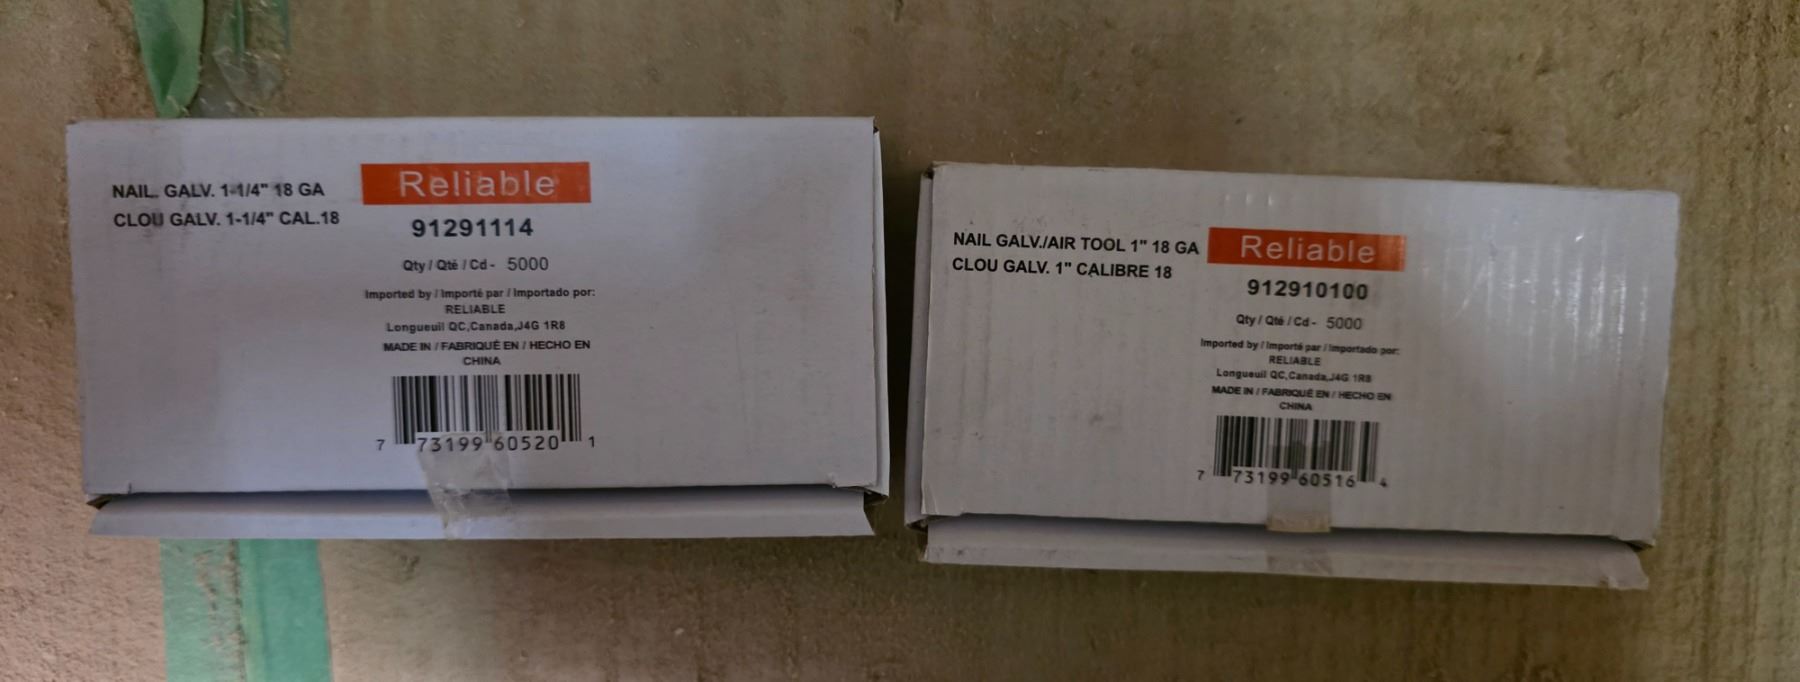 NAIL. GALV. 1-1/4" 18 GA
CLOU GALV. 1-1/4" CAL.18
Reliable
91291114
Qty / Qté / Cd - 5000
Imported by / Importé par / Importado por:
RELIABLE
Longueuil QC,Canada,J4G 1R8
MADE IN / FABRIQUÉ EN / HECHO EN
CHINA
7 73199 60520 1
NAIL GALV./AIR TOOL 1" 18 GA
CLOU GALV. 1" CALIBRE 18
Reliable
912910100
Qty / Qté / Cd - 5000
Imported by / Importé par / Importado por:
RELIABLE
Longueuil QC,Canada,J4G 1R8
MADE IN / FABRIQUÉ EN / HECHO EN
CHINA
7 73199 60516 4